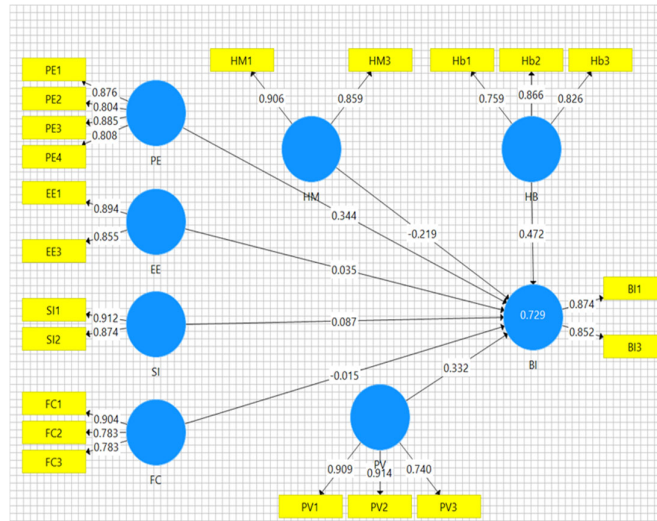 HM1
HM3
Hb1
Hb2
Hb3
PE1
PE2
PE3
PE4
0.876
0.804
0.885
0.808
PE
0.906
0.859
HM
0.759
0.866
0.826
HB
EE1
EE3
0.894
0.855
EE
0.344
-0.219
0.472
0.035
SI1
SI2
0.912
0.874
SI
0.087
0.729
BI
0.874
0.852
BI1
BI3
FC1
FC2
FC3
0.904
0.783
0.783
FC
-0.015
0.332
PV
0.909
0.914
0.740
PV1
PV2
PV3